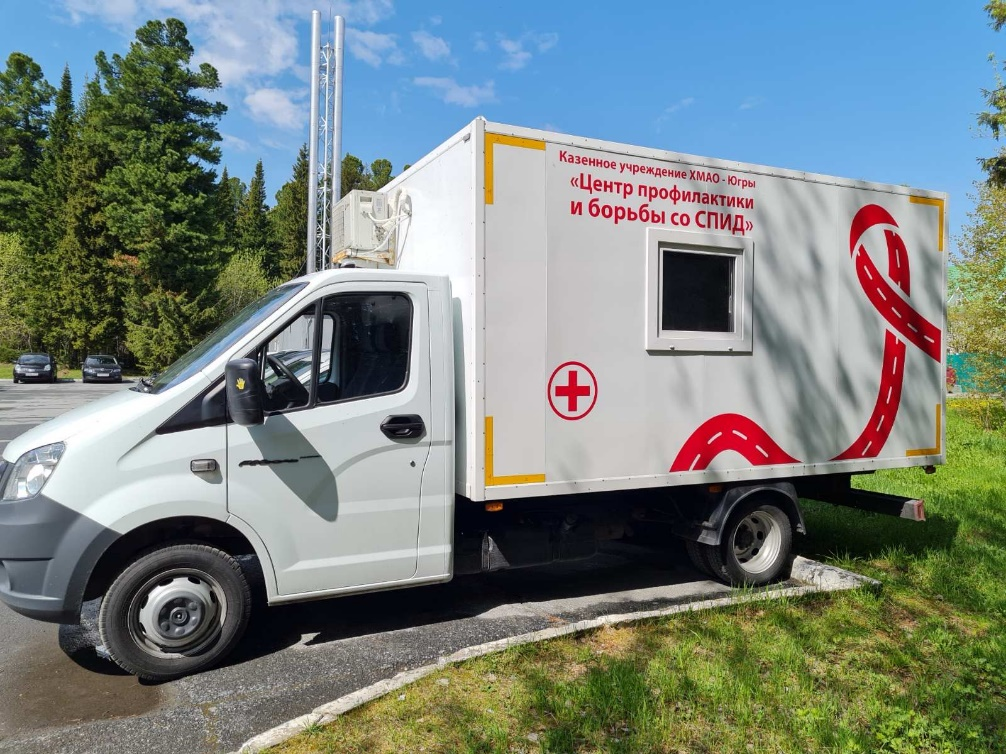 Казенное учреждение ХМАО - Югры
«Центр профилактики
и борьбы со СПИД»